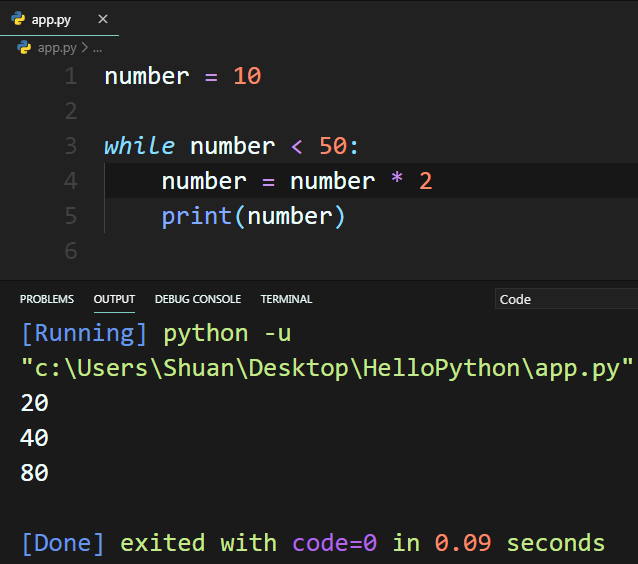 app.py ×
app.py > ...
1 number = 10
2
3 while number < 50:
4     number = number * 2
5     print(number)
6
PROBLEMS OUTPUT DEBUG CONSOLE TERMINAL Code
[Running] python -u
"c:\Users\Shuan\Desktop\HelloPython\app.py"
20
40
80
[Done] exited with code=0 in 0.09 seconds